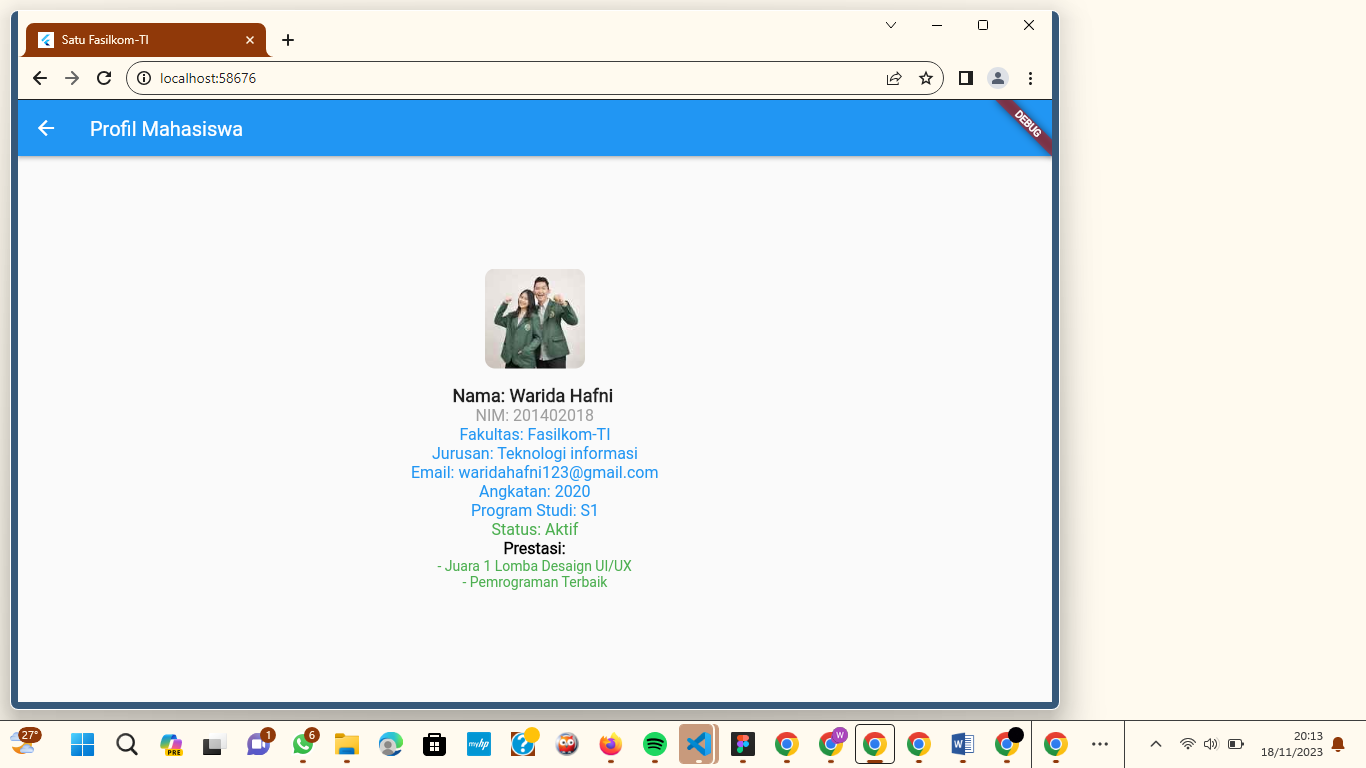 Satu Fasilkom-TI
localhost:58676
Profil Mahasiswa
DEBUG
Nama: Warida Hafni
NIM: 201402018
Fakultas: Fasilkom-TI
Jurusan: Teknologi informasi
Email: waridahafni123@gmail.com
Angkatan: 2020
Program Studi: S1
Status: Aktif
Prestasi:
- Juara 1 Lomba Desaign UI/UX
- Pemrograman Terbaik
27°
PRE
1
6
myhp
W
20:13
18/11/2023